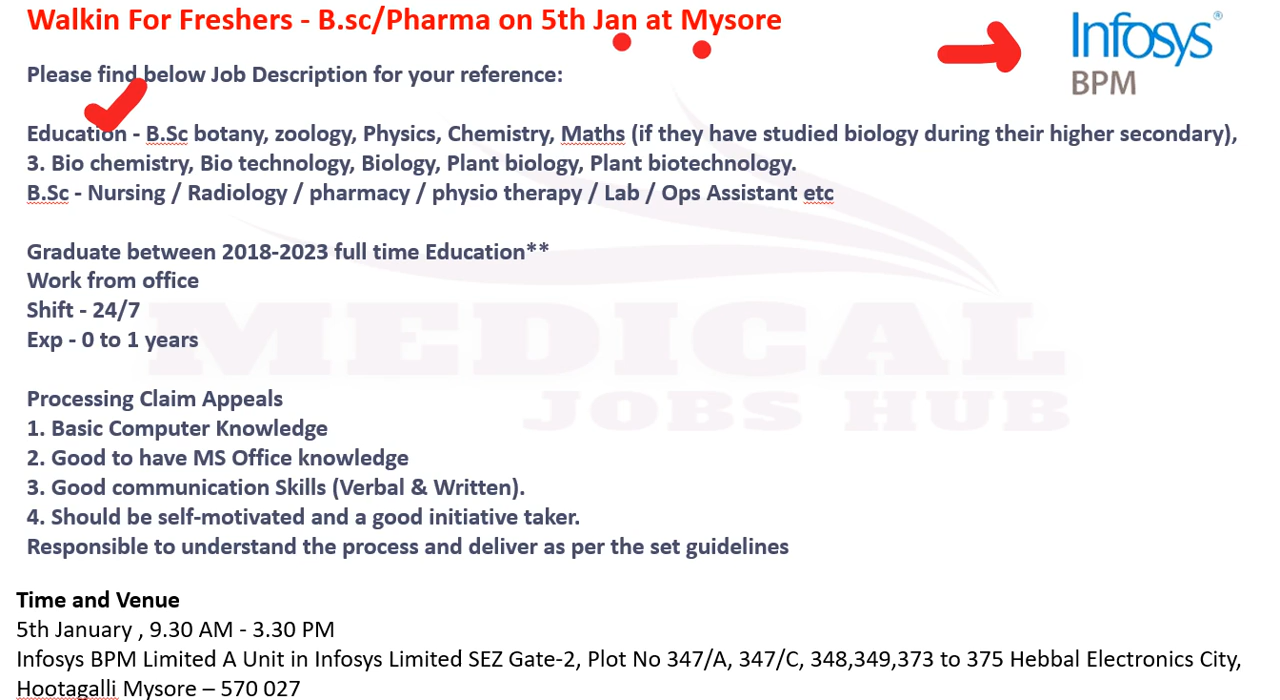 Walkin For Freshers - B.sc/Pharma on 5th Jan at Mysore
Infosys®
BPM
Please find below Job Description for your reference:
Education - B.Sc botany, zoology, Physics, Chemistry, Maths (if they have studied biology during their higher secondary),
3. Bio chemistry, Bio technology, Biology, Plant biology, Plant biotechnology.
B.Sc - Nursing / Radiology / pharmacy / physio therapy / Lab / Ops Assistant etc
Graduate between 2018-2023 full time Education**
Work from office
Shift - 24/7
Exp - 0 to 1 years
MEDICAL
JOBS HUB
Processing Claim Appeals
1. Basic Computer Knowledge
2. Good to have MS Office knowledge
3. Good communication Skills (Verbal & Written).
4. Should be self-motivated and a good initiative taker.
Responsible to understand the process and deliver as per the set guidelines
Time and Venue
5th January , 9.30 AM - 3.30 PM
Infosys BPM Limited A Unit in Infosys Limited SEZ Gate-2, Plot No 347/A, 347/C, 348,349,373 to 375 Hebbal Electronics City,
Hootagalli Mysore – 570 027